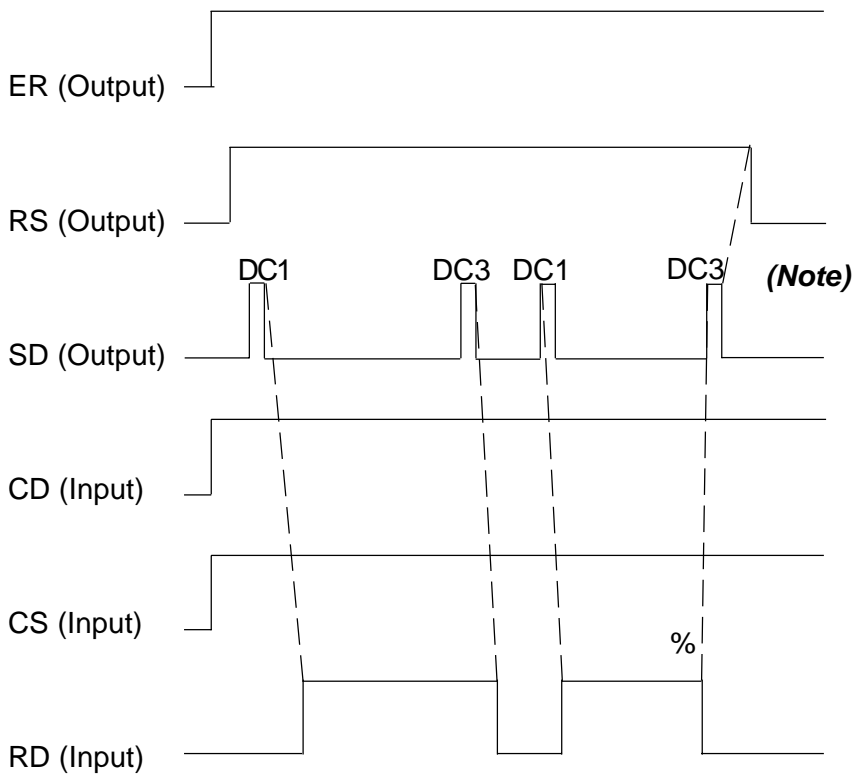 ER (Output)
RS (Output)
DC1 DC3 DC1 DC3 (Note)
SD (Output)
CD (Input)
CS (Input)
%
RD (Input)